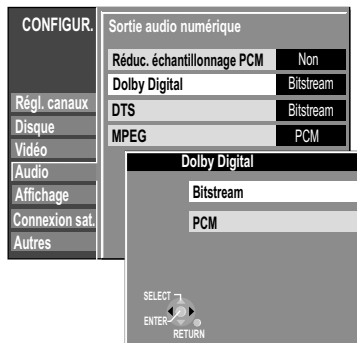 CONFIGUR.
Sortie audio numérique
Réduc. échantillonnage PCM Non
Dolby Digital Bitstream
DTS Bitstream
MPEG PCM
Régl. canaux
Disque
Vidéo
Audio
Affichage
Connexion sat.
Autres
Dolby Digital
Bitstream
PCM
SELECT
ENTER
RETURN